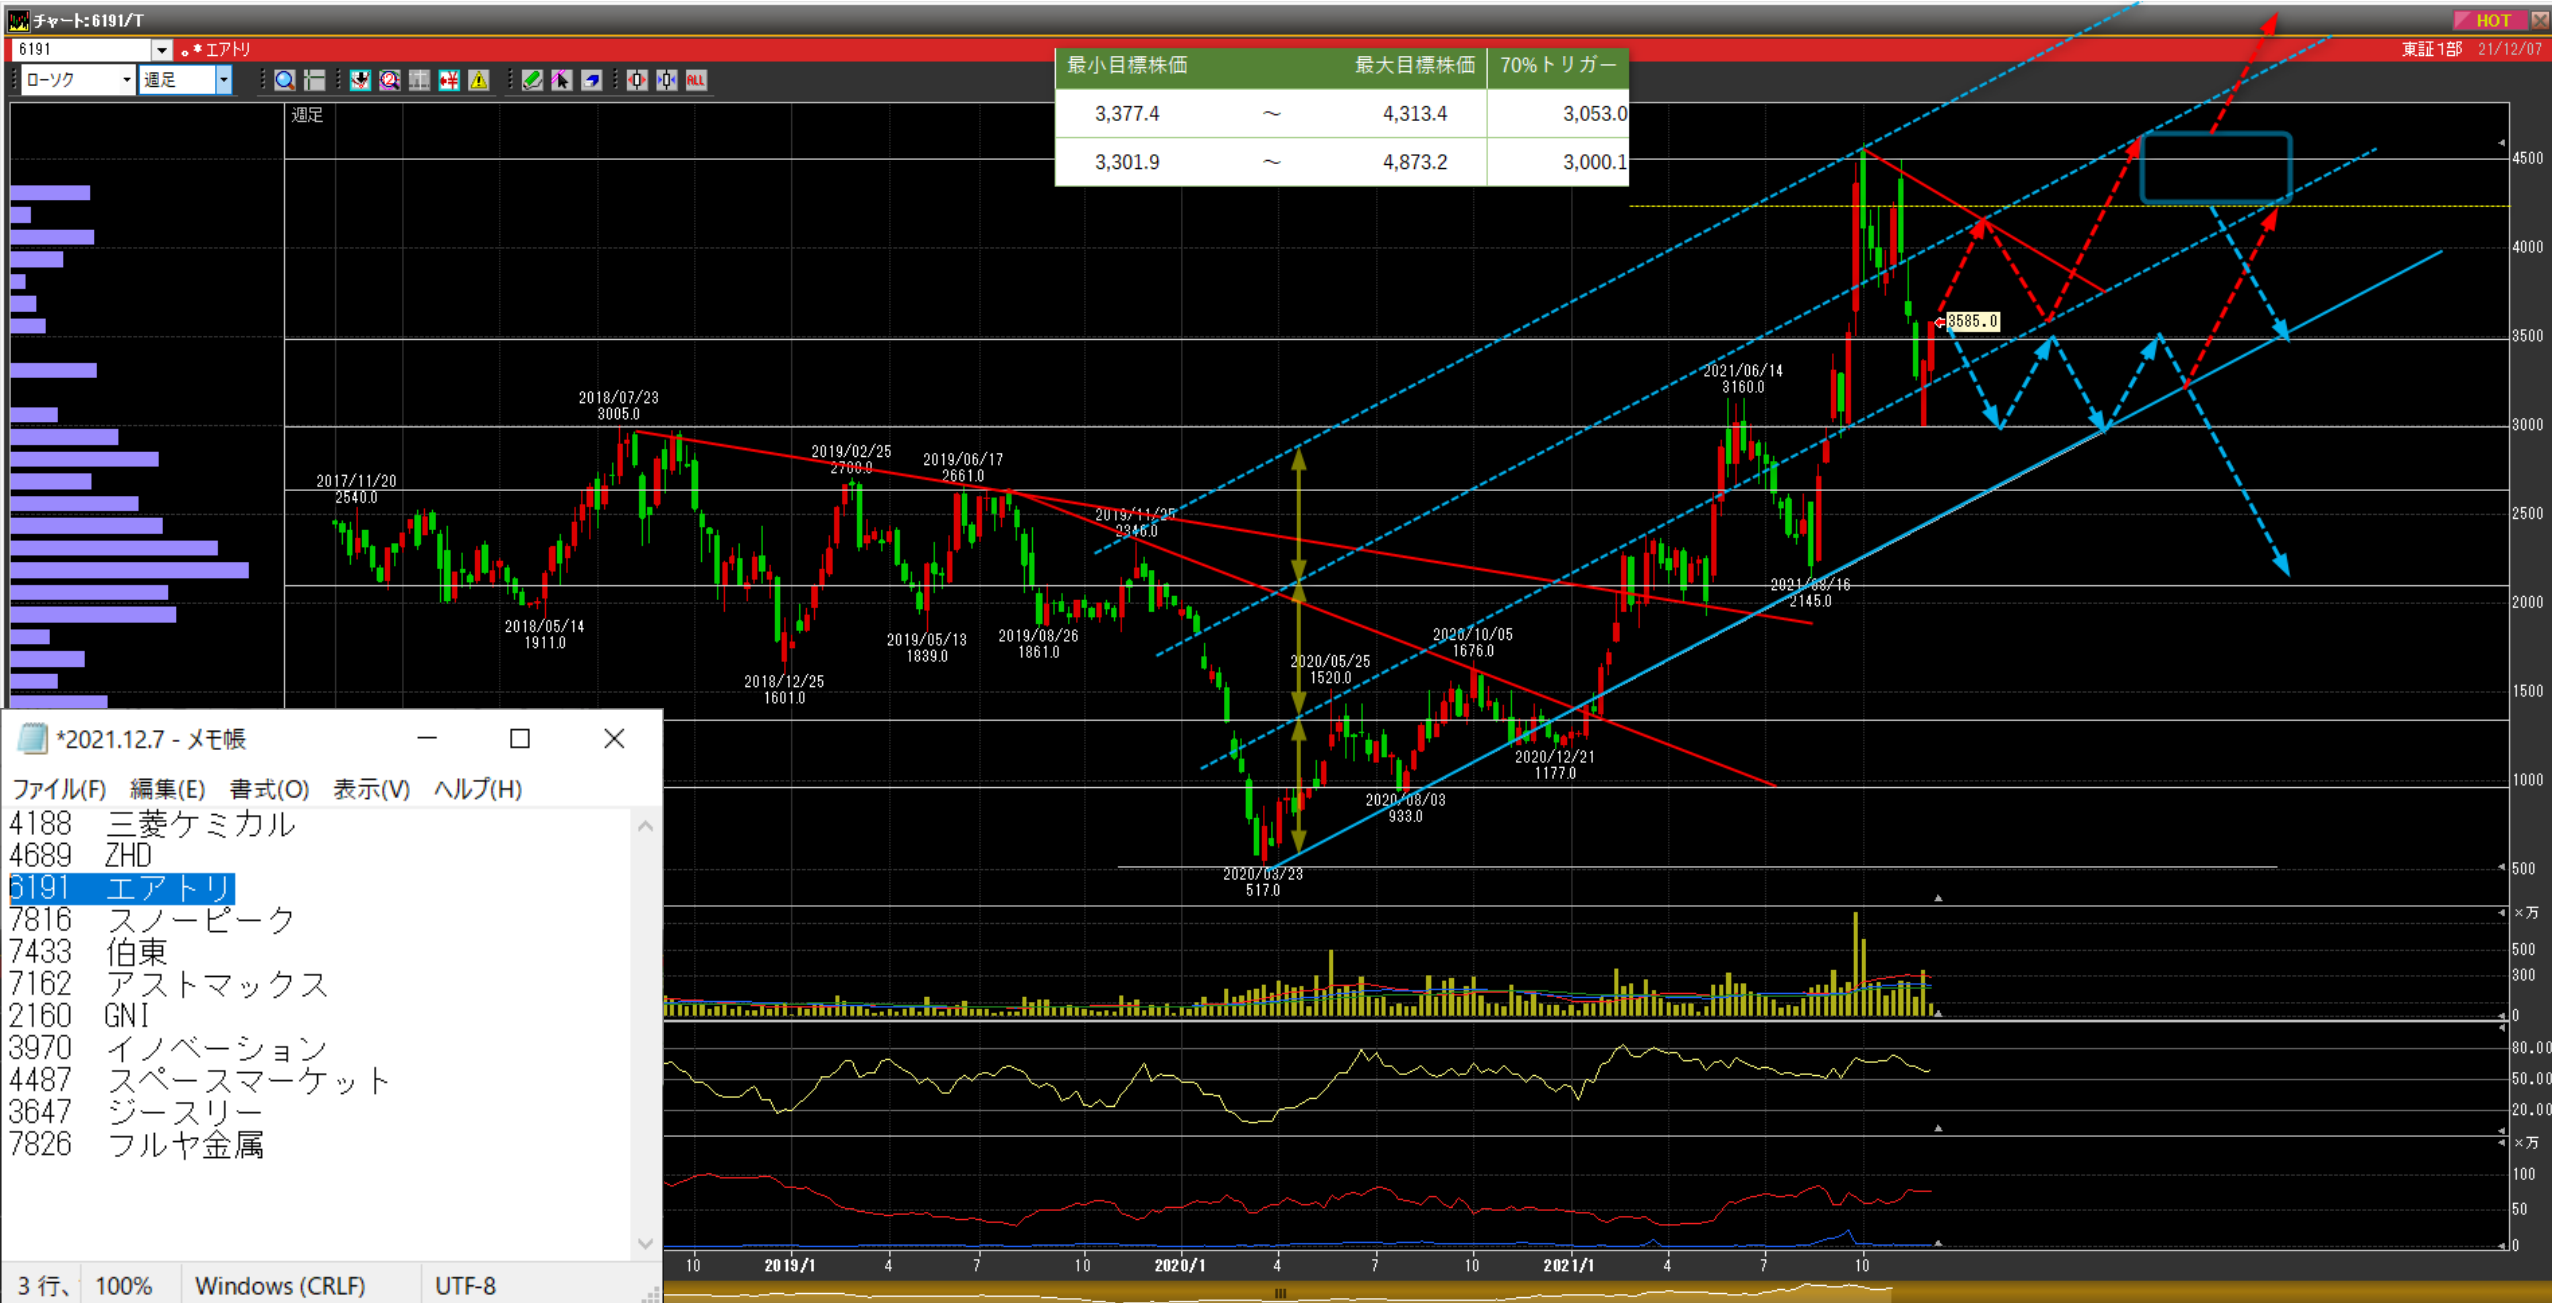 チャート:6191/T
HOT
6191
。* エアトリ
東証1部 21/12/07
ローソク
週足
ALL
最小目標株価 最大目標株価 70%トリガー
3,377.4 ～ 4,313.4 3,053.0
3,301.9 ～ 4,873.2 3,000.1
週足
4500
4000
3500
3000
2500
2000
1500
1000
500
3585.0
2017/11/20
2540.0
2018/05/14
1911.0
2018/07/23
3005.0
2018/12/25
1601.0
2019/02/25
2019/05/13
1839.0
2019/06/17
2661.0
2019/08/26
1861.0
2019/11/25
2346.0
2020/03/23
517.0
2020/05/25
1520.0
2020/08/03
933.0
2020/10/05
1676.0
2020/12/21
1177.0
2021/06/14
3160.0
2021/08/16
2145.0
×万
500
300
0
80.00
50.00
20.00
×万
100
50
0
10 2019/1 4 7 10 2020/1 4 7 10 2021/1 4 7 10
*2021.12.7 - メモ帳
ファイル(F) 編集(E) 書式(O) 表示(V) ヘルプ(H)
4188 三菱ケミカル
4689 ZHD
6191 エアトリ
7816 スノーピーク
7433 伯東
7162 アストマックス
2160 GNI
3970 イノベーション
4487 スペースマーケット
3647 ジースリー
7826 フルヤ金属
3 行、 100% Windows (CRLF) UTF-8